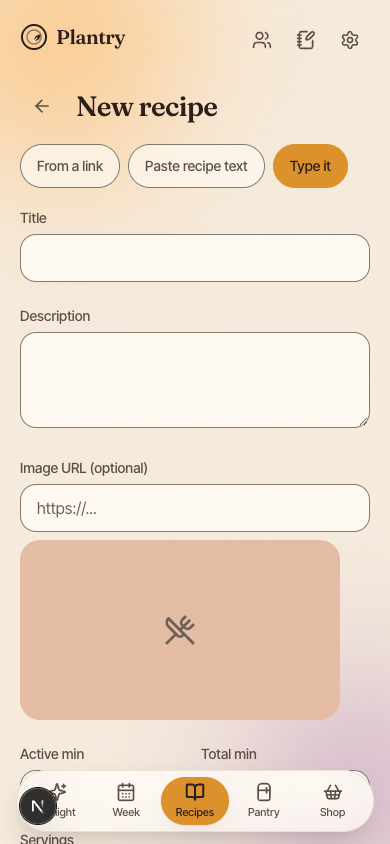 Plantry
New recipe
From a link
Paste recipe text
Type it
Title
Description
Image URL (optional)
https://...
Active min
Total min
N
Week
Recipes
Pantry
Shop
Servings